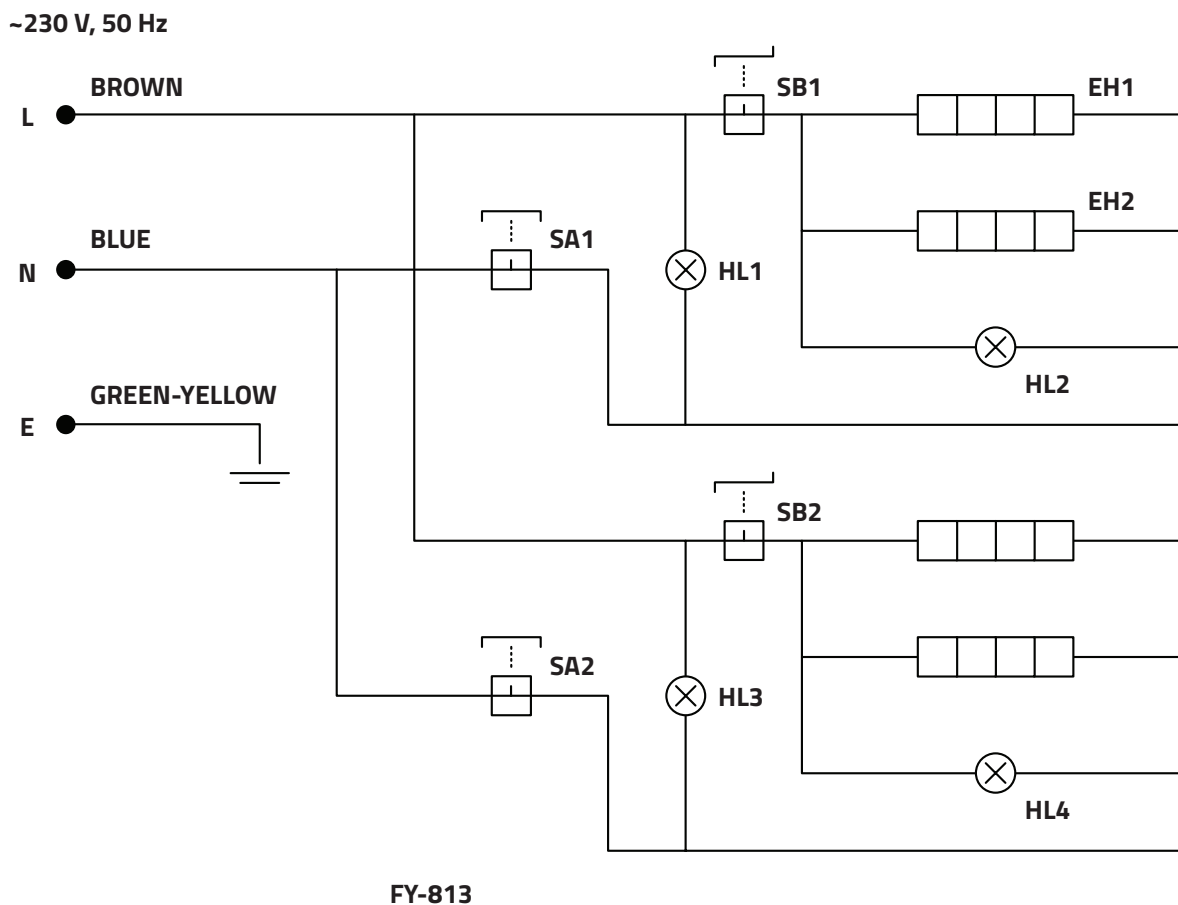 ~230 V, 50 Hz
BROWN
L
SB1
EH1
EH2
BLUE
N
SA1
HL1
HL2
GREEN-YELLOW
E
SB2
SA2
HL3
HL4
FY-813